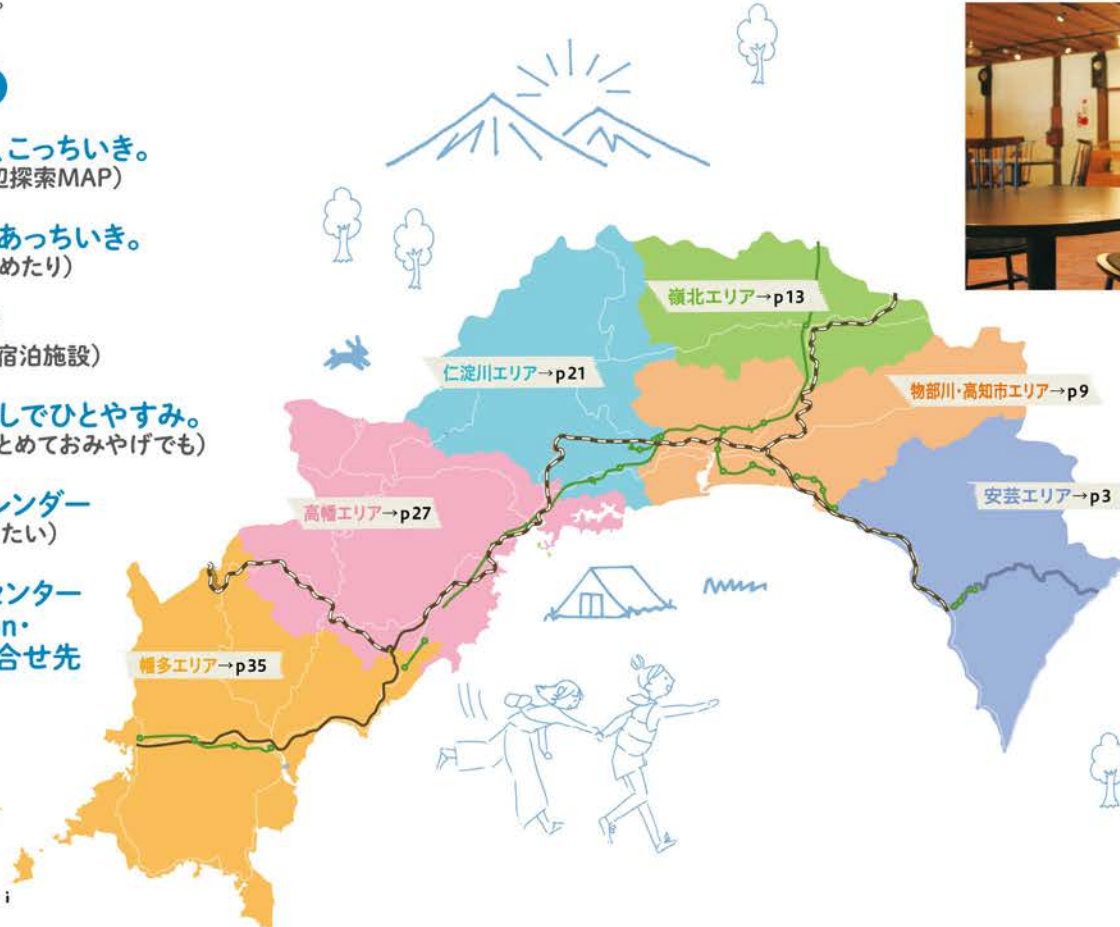 、こっちいき。
辺探索MAP）
あっちいき。
めたり）
宿泊施設）
しでひとやすみ。
とめておみやげでも）
レンダー
たい）
センター
n・
合せ先
嶺北エリア→p13
仁淀川エリア→p21
物部川・高知市エリア→p9
安芸エリア→p3
高幡エリア→p27
幡多エリア→p35
i